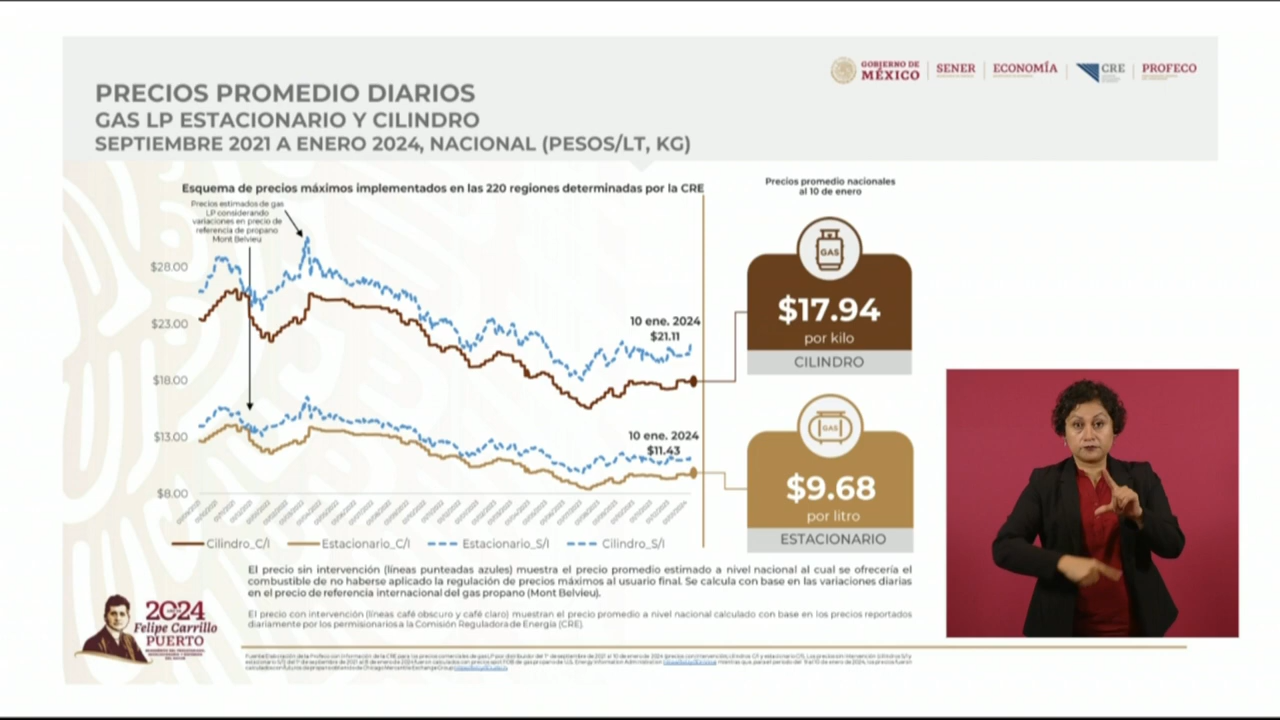 PRECIOS PROMEDIO DIARIOS
GAS LP ESTACIONARIO Y CILINDRO
SEPTIEMBRE 2021 A ENERO 2024, NACIONAL (PESOS/LT, KG)
GOBIERNO DE
MÉXICO
SENER
ECONOMÍA
CRE
PROFECO
Esquema de precios máximos implementados en las 220 regiones determinadas por la CRE
Precios estimados de gas
LP considerando
variaciones en precio de
referencia de propano
Mont Belvieu
$28.00
$23.00
$18.00
$13.00
$8.00
10 ene. 2024
$21.11
10 ene. 2024
$11.43
Cilindro_C/I
Estacionario_C/I
Estacionario_S/I
Cilindro_S/I
Precios promedio nacionales
al 10 de enero
GAS
$17.94
por kilo
CILINDRO
GAS
$9.68
por litro
ESTACIONARIO
El precio sin intervención (líneas punteadas azules) muestra el precio promedio estimado a nivel nacional al cual se ofrecería el
combustible de no haberse aplicado la regulación de precios máximos al usuario final. Se calcula con base en las variaciones diarias
en el precio de referencia internacional del gas propano (Mont Belvieu).
El precio con intervención (líneas café obscuro y café claro) muestran el precio promedio a nivel nacional calculado con base en los precios reportados
diariamente por los permisionarios a la Comisión Reguladora de Energía (CRE).
2024
Felipe Carrillo
PUERTO